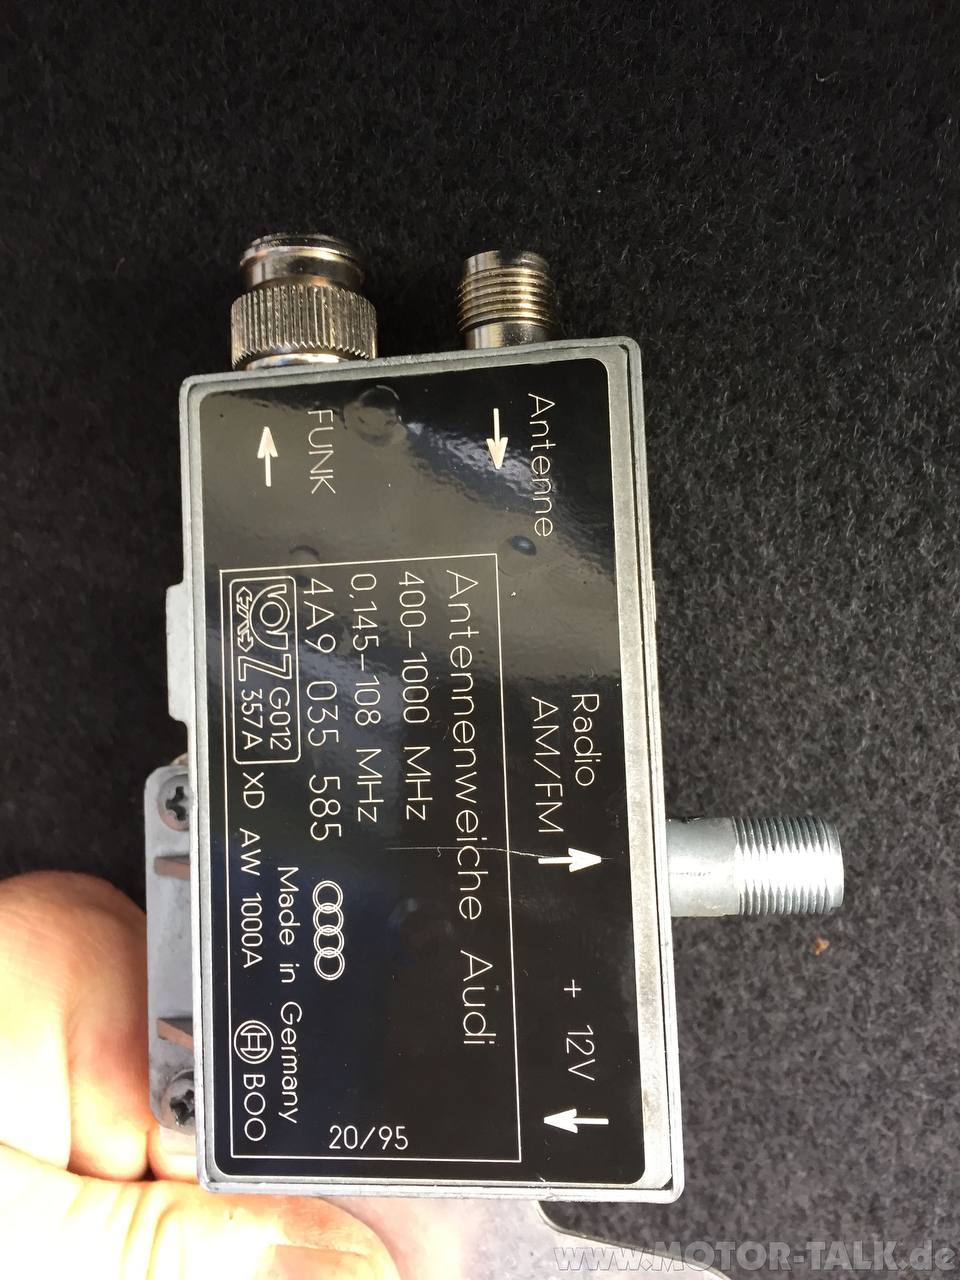 Antenne
FUNK
Radio
AM/FM
+ 12V
Antennenweiche Audi
400–1000 MHz
0,145–108 MHz
4A9 035 585
Made in Germany
G012
357A
XD AW 1000A
BOO
20/95
www.MOTOR-TALK.de